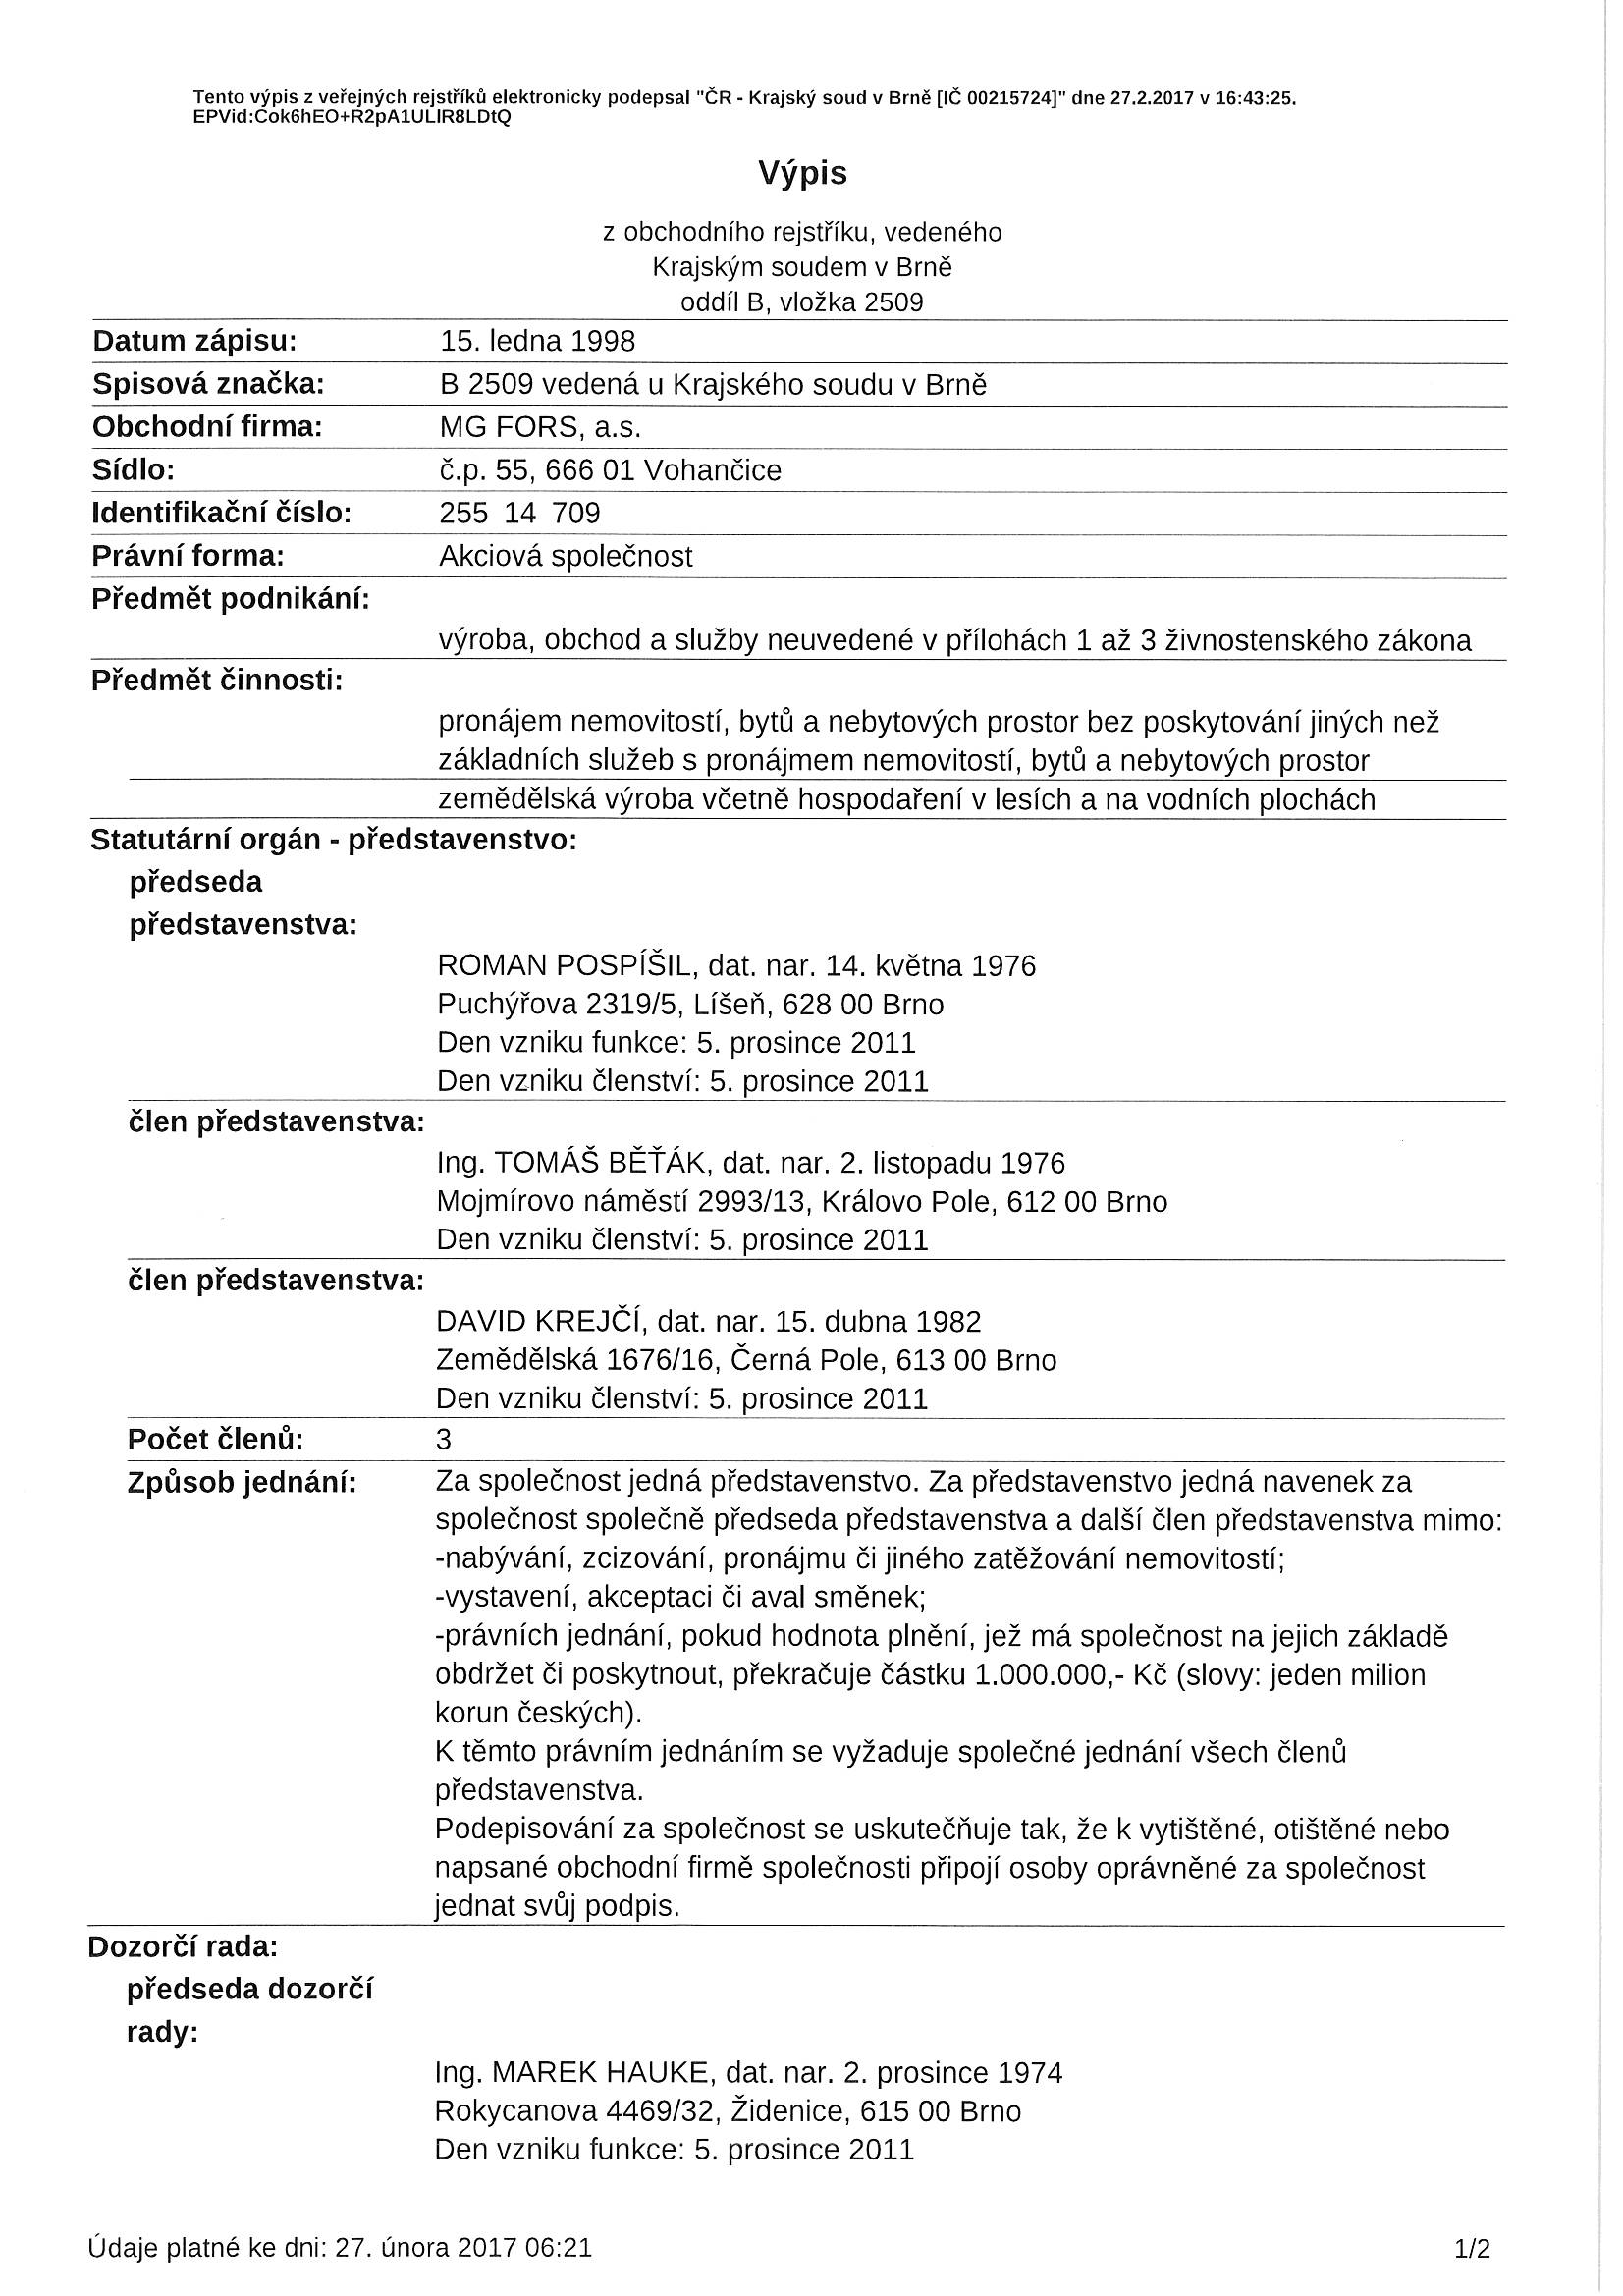 Tento výpis z veřejných rejstříků elektronicky podepsal "ČR - Krajský soud v Brně [IČ 00215724]" dne 27.2.2017 v 16:43:25.
EPVid:Cok6hEO+R2pA1ULIR8LDtQ
Výpis
z obchodního rejstříku, vedeného
Krajským soudem v Brně
oddíl B, vložka 2509
Datum zápisu: 15. ledna 1998
Spisová značka: B 2509 vedená u Krajského soudu v Brně
Obchodní firma: MG FORS, a.s.
Sídlo: č.p. 55, 666 01 Vohančice
Identifikační číslo: 255 14 709
Právní forma: Akciová společnost
Předmět podnikání:
výroba, obchod a služby neuvedené v přílohách 1 až 3 živnostenského zákona
Předmět činnosti:
pronájem nemovitostí, bytů a nebytových prostor bez poskytování jiných než
základních služeb s pronájmem nemovitostí, bytů a nebytových prostor
zemědělská výroba včetně hospodaření v lesích a na vodních plochách
Statutární orgán - představenstvo:
předseda
představenstva:
ROMAN POSPÍŠIL, dat. nar. 14. května 1976
Puchýřova 2319/5, Líšeň, 628 00 Brno
Den vzniku funkce: 5. prosince 2011
Den vzniku členství: 5. prosince 2011
člen představenstva:
Ing. TOMÁŠ BĚŤÁK, dat. nar. 2. listopadu 1976
Mojmírovo náměstí 2993/13, Královo Pole, 612 00 Brno
Den vzniku členství: 5. prosince 2011
člen představenstva:
DAVID KREJČÍ, dat. nar. 15. dubna 1982
Zemědělská 1676/16, Černá Pole, 613 00 Brno
Den vzniku členství: 5. prosince 2011
Počet členů: 3
Způsob jednání: Za společnost jedná představenstvo. Za představenstvo jedná navenek za
společnost společně předseda představenstva a další člen představenstva mimo:
-nabývání, zcizování, pronájmu či jiného zatěžování nemovitostí;
-vystavení, akceptaci či aval směnek;
-právních jednání, pokud hodnota plnění, jež má společnost na jejich základě
obdržet či poskytnout, překračuje částku 1.000.000,- Kč (slovy: jeden milion
korun českých).
K těmto právním jednáním se vyžaduje společné jednání všech členů
představenstva.
Podepisování za společnost se uskutečňuje tak, že k vytištěné, otištěné nebo
napsané obchodní firmě společnosti připojí osoby oprávněné za společnost
jednat svůj podpis.
Dozorčí rada:
předseda dozorčí
rady:
Ing. MAREK HAUKE, dat. nar. 2. prosince 1974
Rokycanova 4469/32, Židenice, 615 00 Brno
Den vzniku funkce: 5. prosince 2011
Údaje platné ke dni: 27. února 2017 06:21 1/2